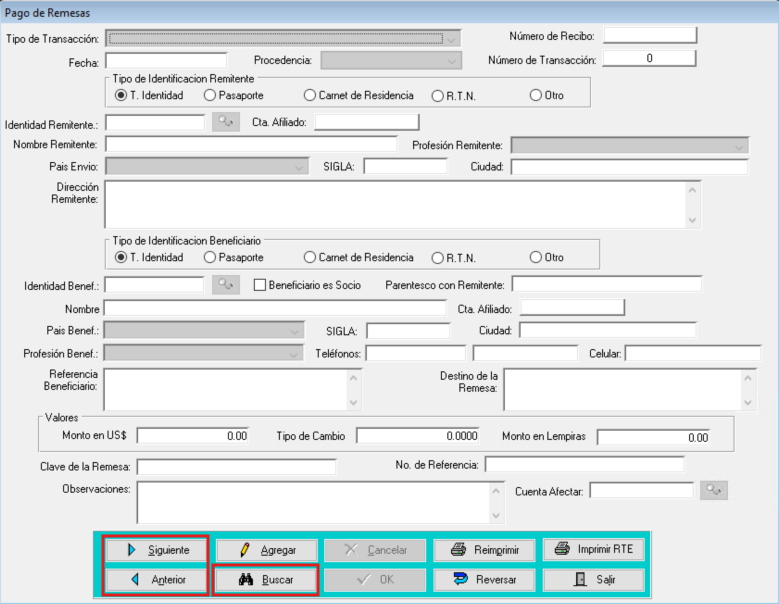 Pago de Remesas
Tipo de Transacción: Número de Recibo:
Fecha: Procedencia: Número de Transacción: 0
Tipo de Identificacion Remitente
T. Identidad Pasaporte Carnet de Residencia R.T.N. Otro
Identidad Remitente.: Cta. Afiliado:
Nombre Remitente: Profesión Remitente:
Pais Envio: SIGLA: Ciudad:
Dirección
Remitente:
Tipo de Identificacion Beneficiario
T. Identidad Pasaporte Carnet de Residencia R.T.N. Otro
Identidad Benef.: Beneficiario es Socio Parentesco con Remitente:
Nombre Cta. Afiliado:
Pais Benef.: SIGLA: Ciudad:
Profesión Benef.: Teléfonos: Celular:
Referencia
Beneficiario:
Destino de la
Remesa:
Valores
Monto en US$ 0.00 Tipo de Cambio 0.0000 Monto en Lempiras 0.00
Clave de la Remesa: No. de Referencia:
Observaciones: Cuenta Afectar:
Siguiente Agregar Cancelar Reimprimir Imprimir RTE
Anterior Buscar OK Reversar Salir